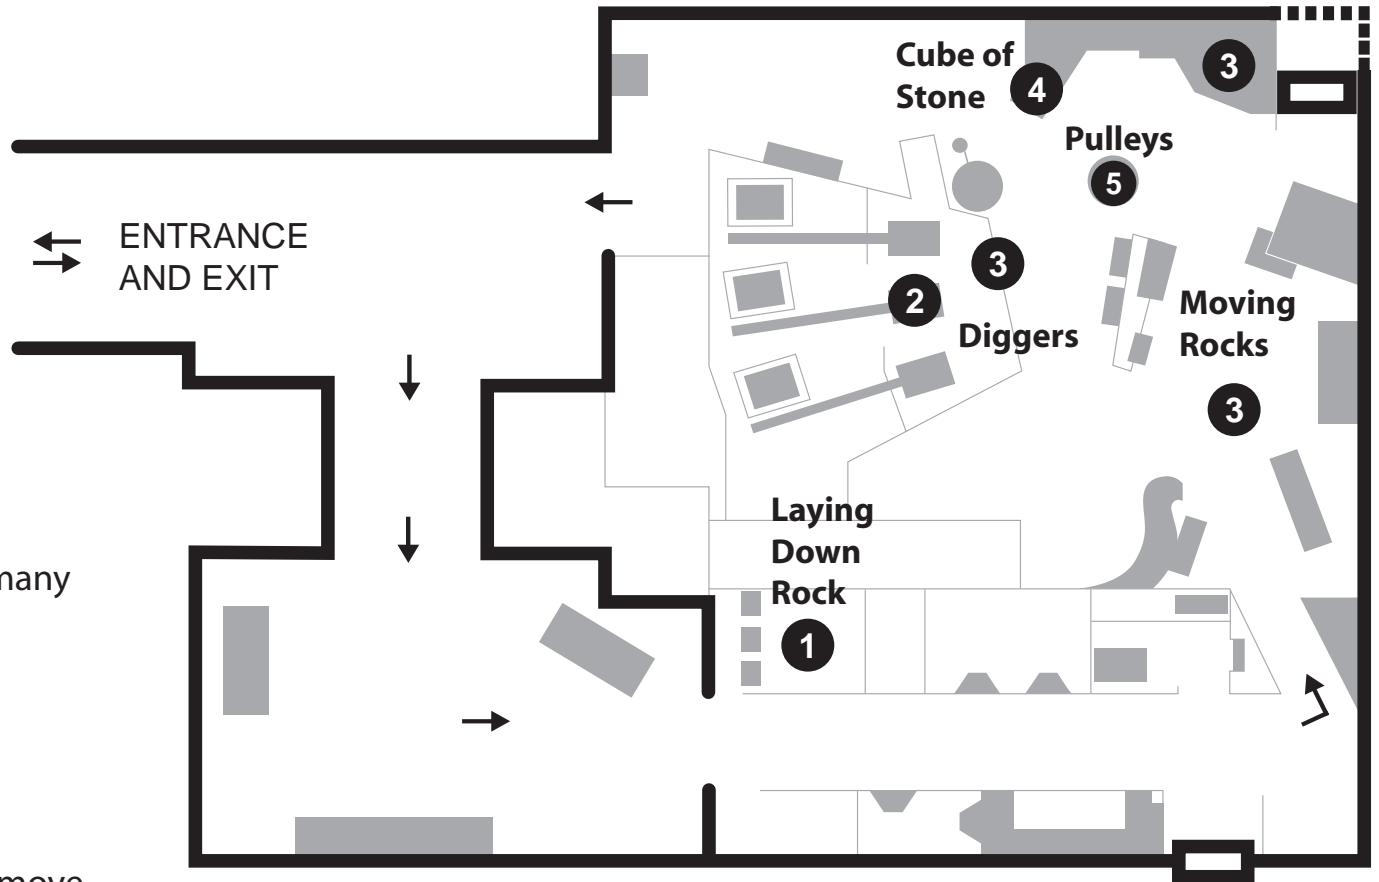 Cube of
Stone
4
3
Pulleys
5
ENTRANCE
AND EXIT
3
2
Diggers
Moving
Rocks
3
Laying
Down
Rock
1
many
move